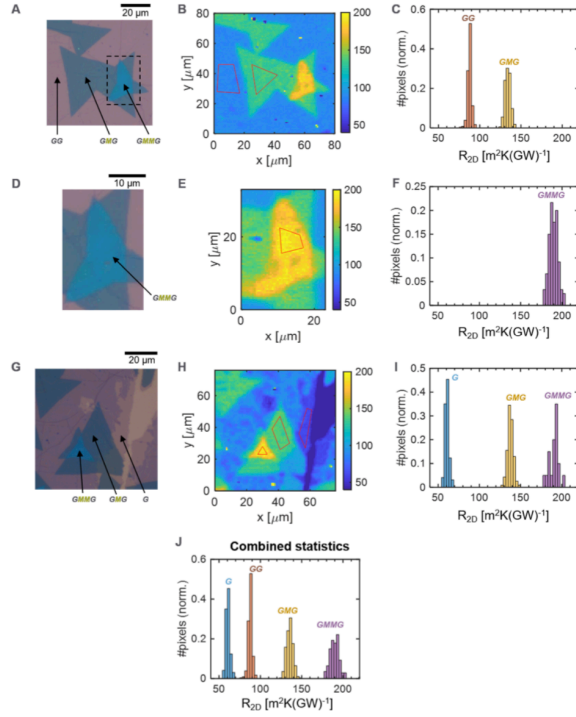 A
20 μm
GG
GMG
GMMG
B
80
60
40
20
0
y [μm]
0 20 40 60 80
x [μm]
200
150
100
50
C
0.6
0.4
0.2
0
#pixels (norm.)
GG
GMG
50 100 150 200
R2D [m2K(GW)-1]
D
10 μm
GMMG
E
20
0
y [μm]
0 20
x [μm]
200
150
100
50
F
0.25
0.2
0.15
0.1
0.05
0
#pixels (norm.)
GMMG
50 100 150 200
R2D [m2K(GW)-1]
G
20 μm
GMMG GMG G
H
60
40
20
0
y [μm]
0 20 40 60
x [μm]
200
150
100
50
I
0.5
0.4
0.3
0.2
0.1
0
#pixels (norm.)
G
GMG
GMMG
50 100 150 200
R2D [m2K(GW)-1]
J
Combined statistics
0.6
0.4
0.2
0
#pixels (norm.)
G
GG
GMG
GMMG
50 100 150 200
R2D [m2K(GW)-1]